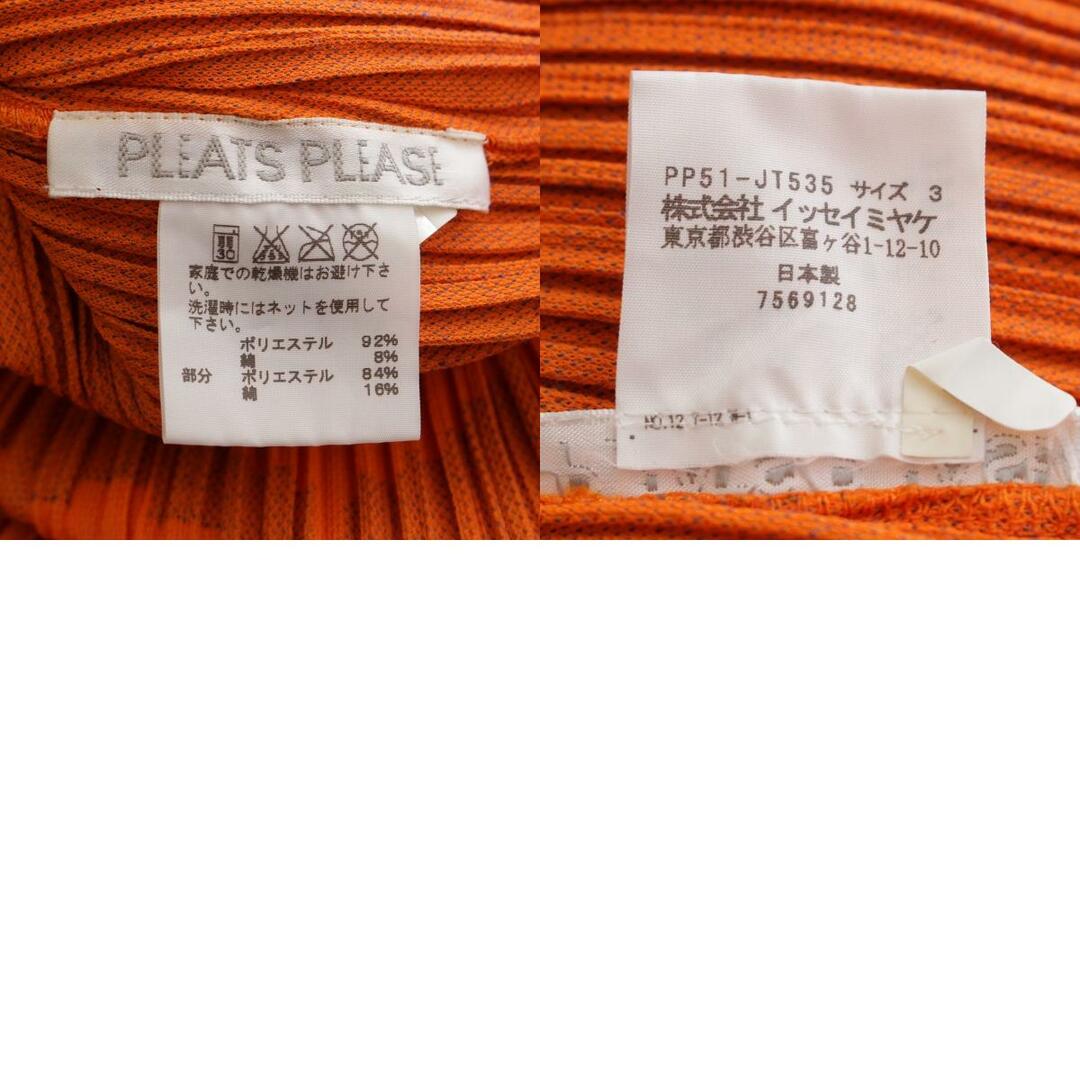 PLEATS PLEASE
30
家庭での乾燥機はお避け下さ
い。
洗濯時にはネットを使用して
下さい。
ポリエステル 92%
綿 8%
部分 ポリエステル 84%
綿 16%
PP51-JT535 サイズ 3
株式会社 イッセイミヤケ
東京都渋谷区富ヶ谷1-12-10
日本製
7569128
NO.12